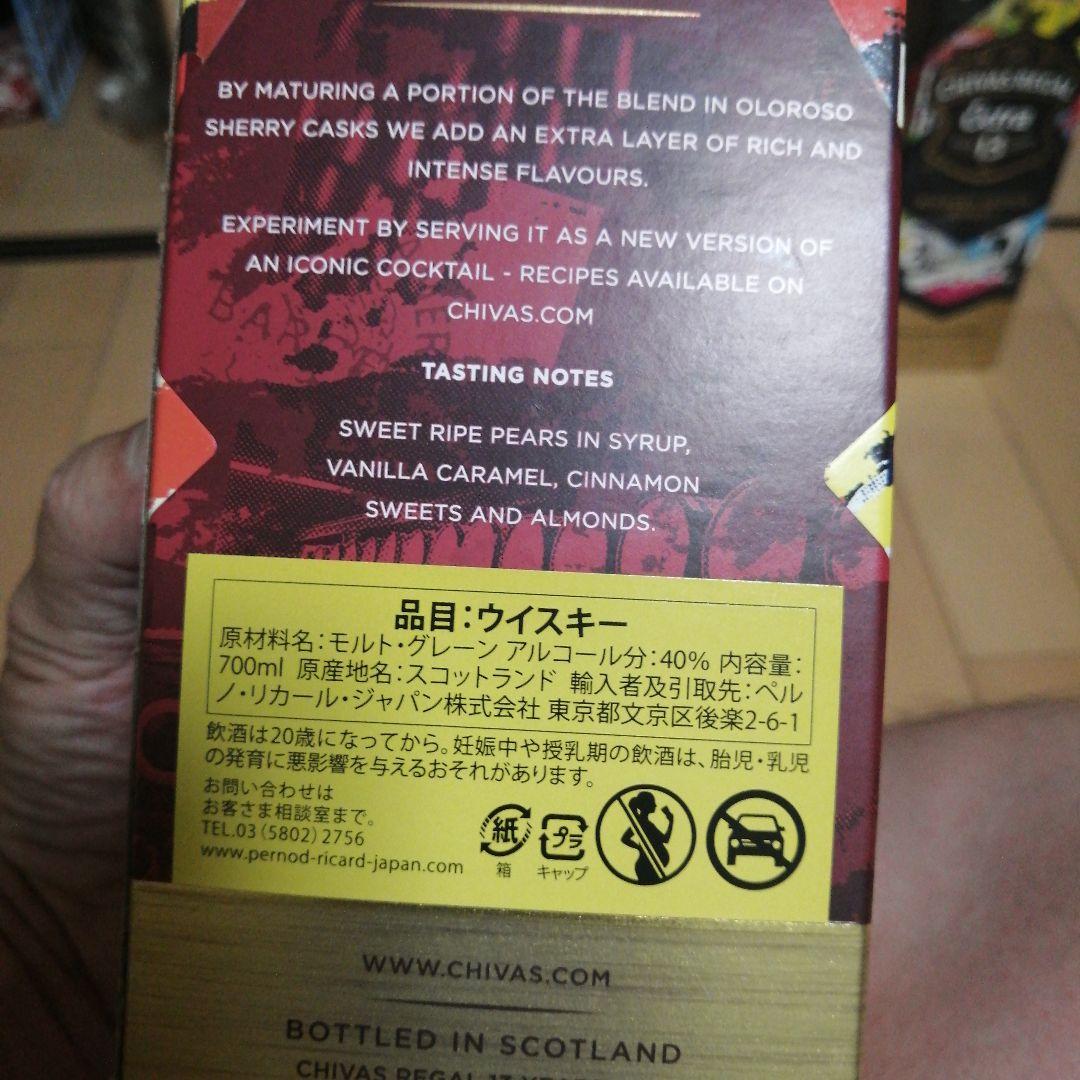 BY MATURING A PORTION OF THE BLEND IN OLOROSO
SHERRY CASKS WE ADD AN EXTRA LAYER OF RICH AND
INTENSE FLAVOURS.
EXPERIMENT BY SERVING IT AS A NEW VERSION OF
AN ICONIC COCKTAIL - RECIPES AVAILABLE ON
CHIVAS.COM
TASTING NOTES
SWEET RIPE PEARS IN SYRUP,
VANILLA CARAMEL, CINNAMON
SWEETS AND ALMONDS.
品目：ウイスキー
原材料名：モルト・グレーン アルコール分：40% 内容量：
700ml 原産地名：スコットランド 輸入者及引取先：ペル
ノ・リカール・ジャパン株式会社 東京都文京区後楽2-6-1
飲酒は20歳になってから。妊娠中や授乳期の飲酒は、胎児・乳児
の発育に悪影響を与えるおそれがあります。
お問い合わせは
お客さま相談室まで。
TEL.03（5802）2756
www.pernod-ricard-japan.com
紙
箱
プラ
キャップ
WWW.CHIVAS.COM
BOTTLED IN SCOTLAND
CHIVAS REGAL 13
CHIVAS REGAL
Extra
13